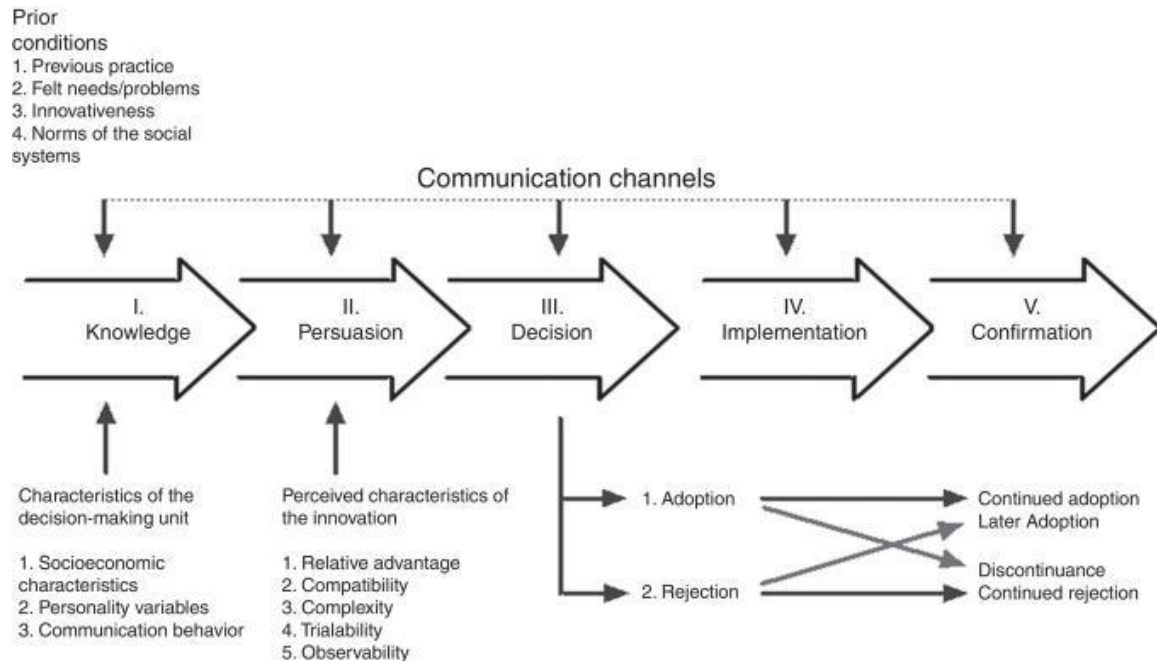 Prior
conditions
1. Previous practice
2. Felt needs/problems
3. Innovativeness
4. Norms of the social
systems
Communication channels
I.
Knowledge
II.
Persuasion
III.
Decision
IV.
Implementation
V.
Confirmation
Characteristics of the
decision-making unit
1. Socioeconomic
characteristics
2. Personality variables
3. Communication behavior
Perceived characteristics of
the innovation
1. Relative advantage
2. Compatibility
3. Complexity
4. Trialability
5. Observability
1. Adoption
2. Rejection
Continued adoption
Later Adoption
Discontinuance
Continued rejection